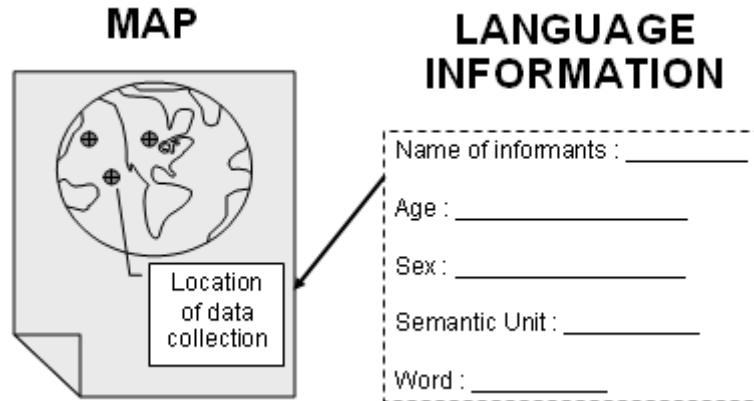 MAP
LANGUAGE
INFORMATION
Location
of data
collection
Name of informants : _________
Age : _________________
Sex : _________________
Semantic Unit : __________
Word : __________